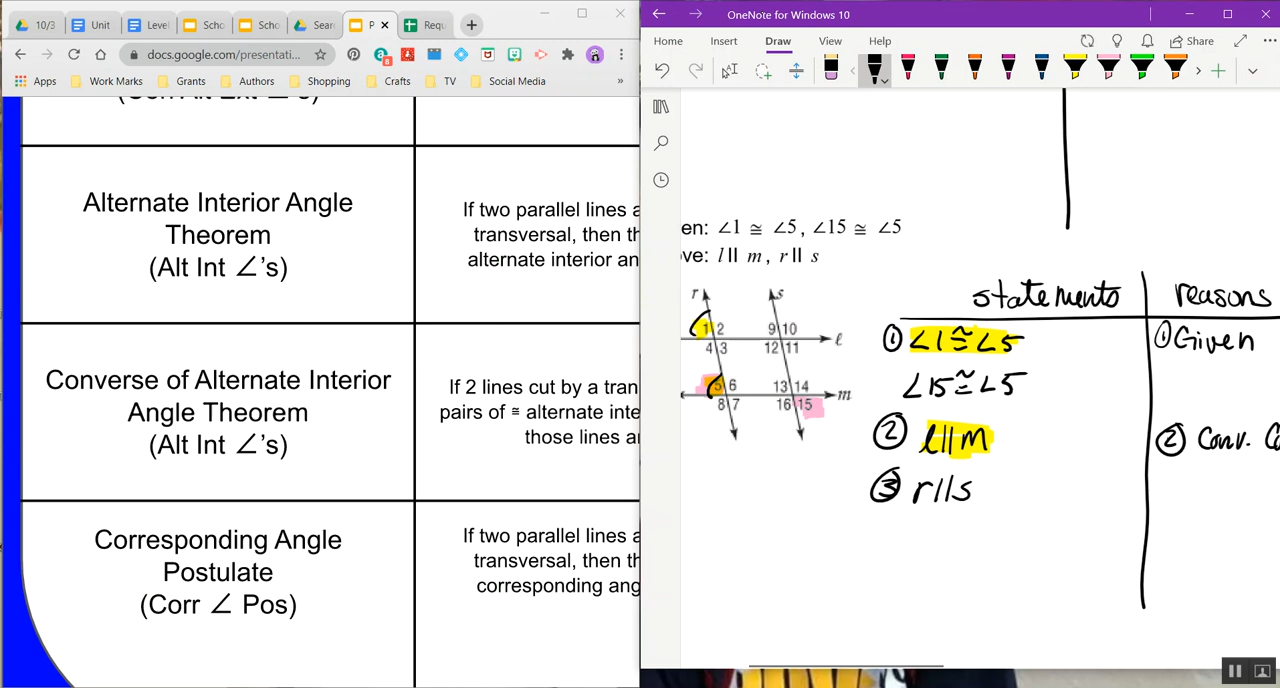 10/3
Unit
Level
Scho
Scho
Sear
P
Requ
docs.google.com/presentati...
8
Apps
Work Marks
Grants
Authors
Shopping
Crafts
TV
Social Media
»
Alternate Interior Angle
Theorem
(Alt Int ∠'s)
If two parallel lines a
transversal, then th
alternate interior an
Converse of Alternate Interior
Angle Theorem
(Alt Int ∠'s)
If 2 lines cut by a tran
pairs of ≅ alternate inte
those lines a
Corresponding Angle
Postulate
(Corr ∠ Pos)
If two parallel lines a
transversal, then th
corresponding ang
OneNote for Windows 10
Home Insert Draw View Help
Share
en: ∠1 ≅ ∠5, ∠15 ≅ ∠5
ve: l || m, r || s
r s
1 2 9 10
l
4 3 12 11
5 6 13 14
m
8 7 16 15
statements reasons
① ∠1≅∠5 ① Given
∠15≅∠5
② l||m ② Conv. Co
③ r//s